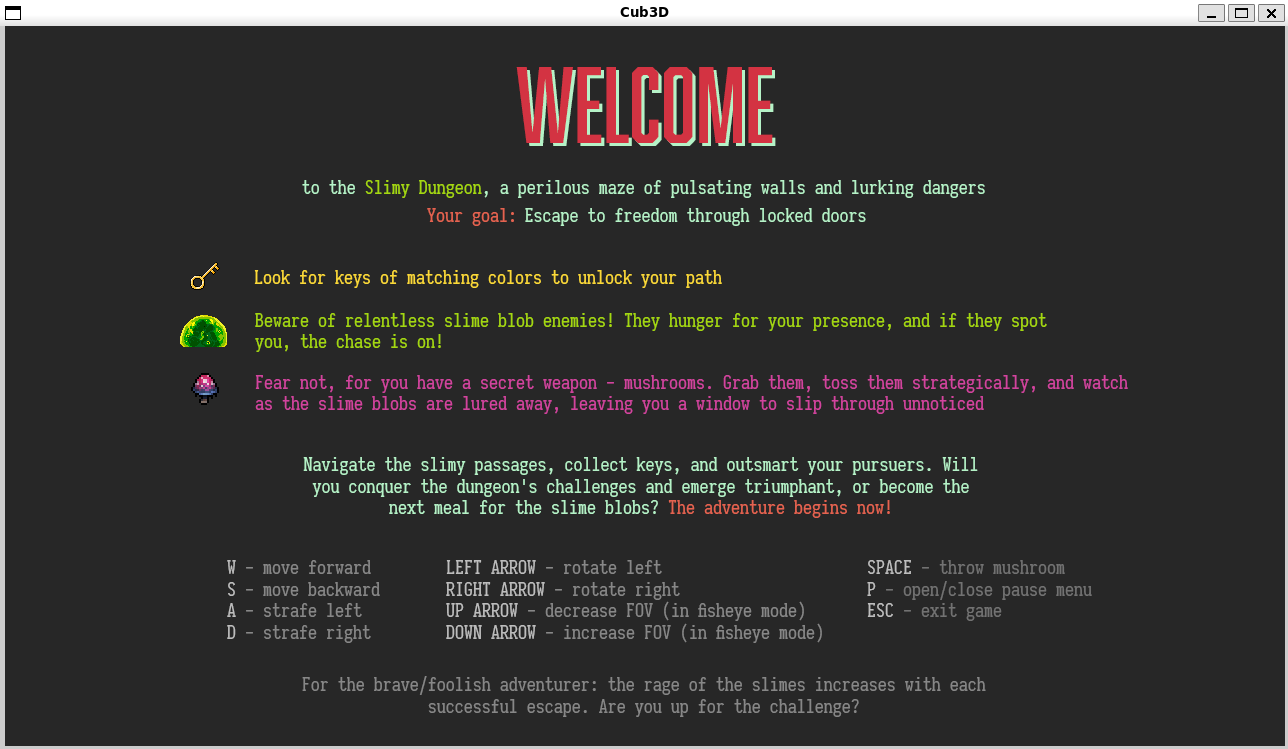 Cub3D
WELCOME
to the Slimy Dungeon, a perilous maze of pulsating walls and lurking dangers
Your goal: Escape to freedom through locked doors
Look for keys of matching colors to unlock your path
Beware of relentless slime blob enemies! They hunger for your presence, and if they spot
you, the chase is on!
Fear not, for you have a secret weapon - mushrooms. Grab them, toss them strategically, and watch
as the slime blobs are lured away, leaving you a window to slip through unnoticed
Navigate the slimy passages, collect keys, and outsmart your pursuers. Will
you conquer the dungeon's challenges and emerge triumphant, or become the
next meal for the slime blobs? The adventure begins now!
W - move forward
S - move backward
A - strafe left
D - strafe right
LEFT ARROW - rotate left
RIGHT ARROW - rotate right
UP ARROW - decrease FOV (in fisheye mode)
DOWN ARROW - increase FOV (in fisheye mode)
SPACE - throw mushroom
P - open/close pause menu
ESC - exit game
For the brave/foolish adventurer: the rage of the slimes increases with each
successful escape. Are you up for the challenge?